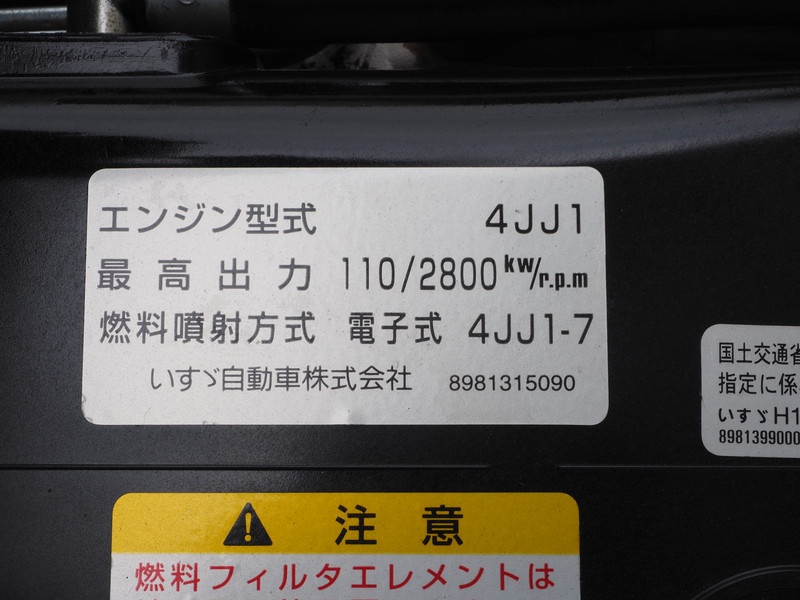 エンジン型式 4JJ1
最高出力 110/2800kw/r.p.m
燃料噴射方式 電子式 4JJ1-7
いすゞ自動車株式会社 8981315090
国土交通省
指定に係
いすゞH1
8981399000
注意
燃料フィルタエレメントは